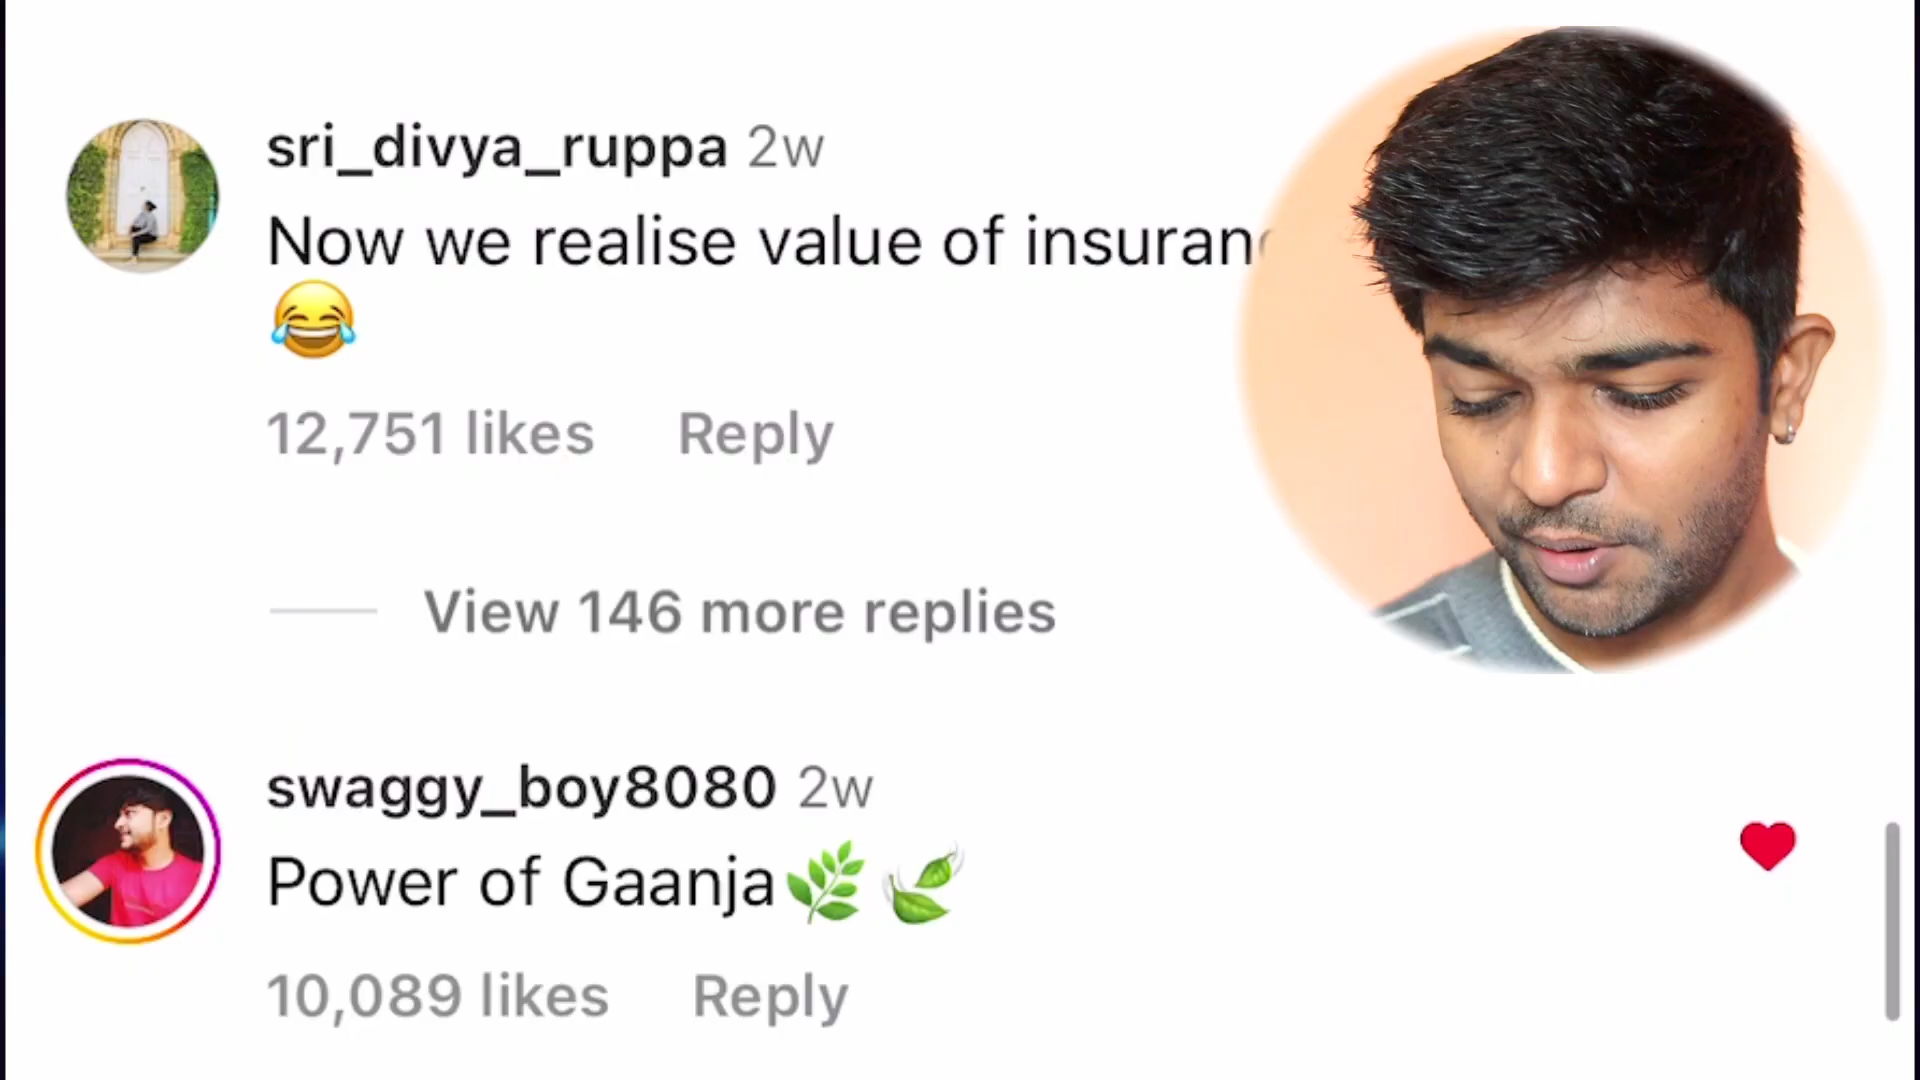 sri_divya_ruppa 2w
Now we realise value of
😂
12,751 likes Reply
View 146 more replies
swaggy_boy8080 2w
Power of Gaanja🌿🍃
10,089 likes Reply